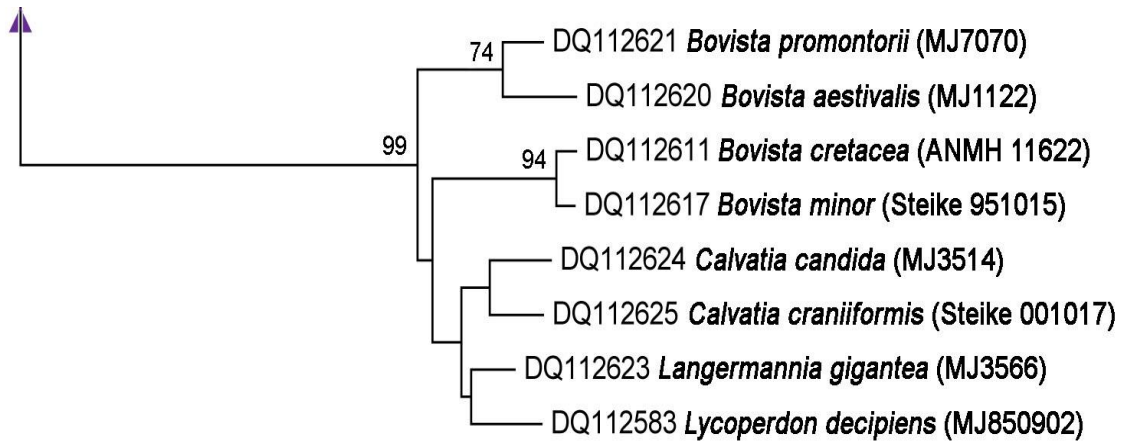 DQ112621 Bovista promontorii (MJ7070)
74
DQ112620 Bovista aestivalis (MJ1122)
99
DQ112611 Bovista cretacea (ANMH 11622)
94
DQ112617 Bovista minor (Steike 951015)
DQ112624 Calvatia candida (MJ3514)
DQ112625 Calvatia craniiformis (Steike 001017)
DQ112623 Langermannia gigantea (MJ3566)
DQ112583 Lycoperdon decipiens (MJ850902)